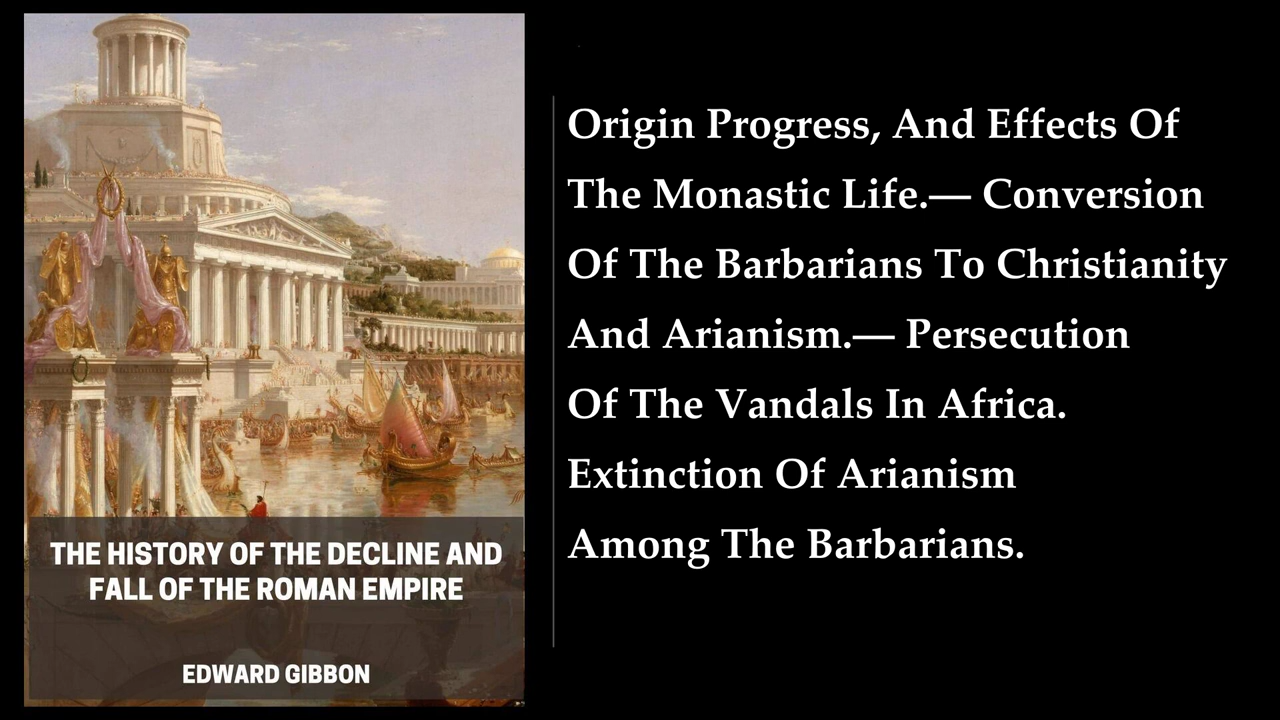 THE HISTORY OF THE DECLINE AND
FALL OF THE ROMAN EMPIRE
EDWARD GIBBON
Origin Progress, And Effects Of
The Monastic Life.— Conversion
Of The Barbarians To Christianity
And Arianism.— Persecution
Of The Vandals In Africa.
Extinction Of Arianism
Among The Barbarians.